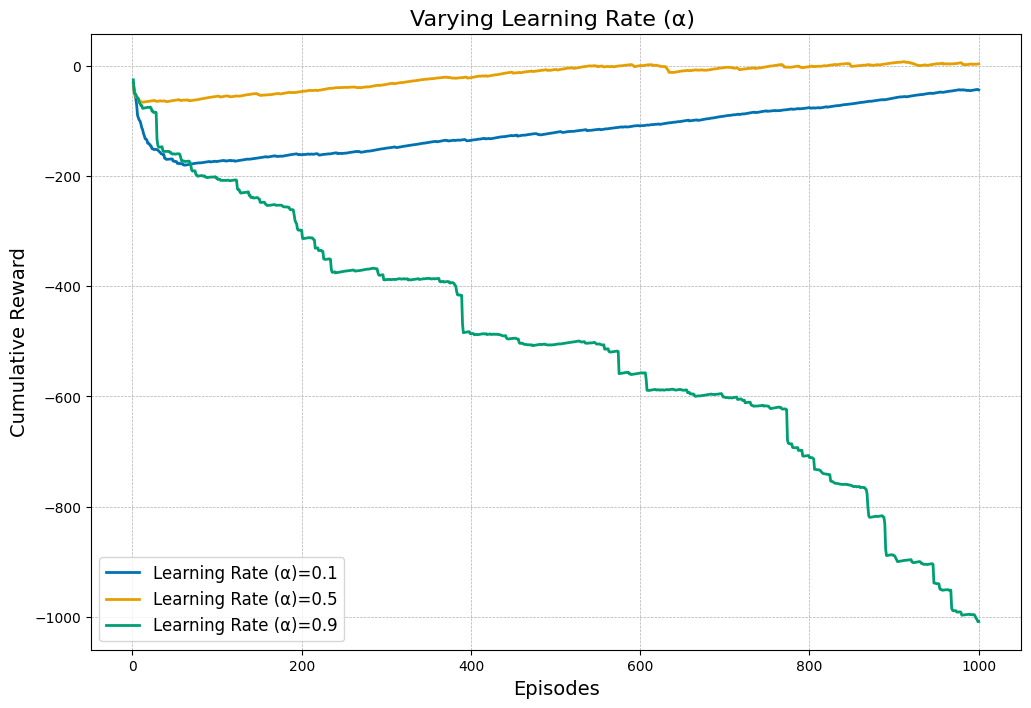 Varying Learning Rate (α)
Cumulative Reward
0
−200
−400
−600
−800
−1000
Learning Rate (α)=0.1
Learning Rate (α)=0.5
Learning Rate (α)=0.9
0 200 400 600 800 1000
Episodes